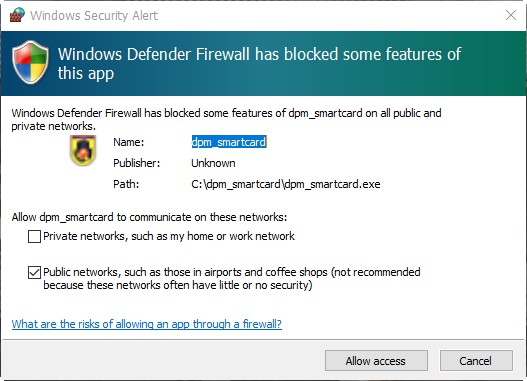 Windows Security Alert
Windows Defender Firewall has blocked some features of
this app
Windows Defender Firewall has blocked some features of dpm_smartcard on all public and
private networks.
Name: dpm_smartcard
Publisher: Unknown
Path: C:\dpm_smartcard\dpm_smartcard.exe
Allow dpm_smartcard to communicate on these networks:
Private networks, such as my home or work network
Public networks, such as those in airports and coffee shops (not recommended
because these networks often have little or no security)
What are the risks of allowing an app through a firewall?
Allow access Cancel